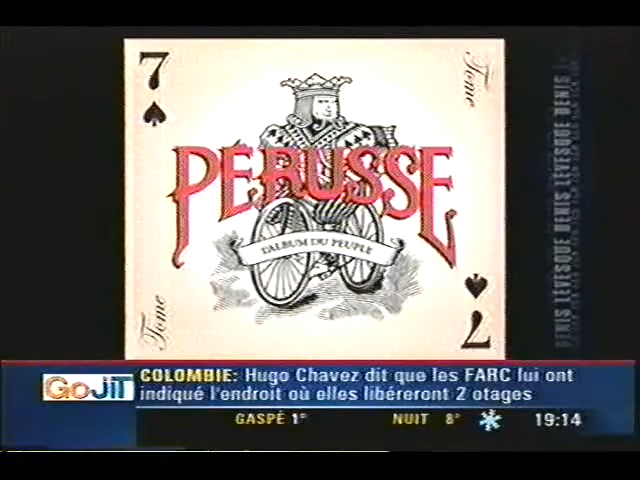 7
Tome
PÉRUSSE
L'ALBUM DU PEUPLE
Tome
7
DENIS LÉVESQUE DENIS LÉVESQUE DENIS
GoJIT
COLOMBIE: Hugo Chavez dit que les FARC lui ont
indiqué l'endroit où elles libéreront 2 otages
GASPÉ 1° NUIT 8° 19:14